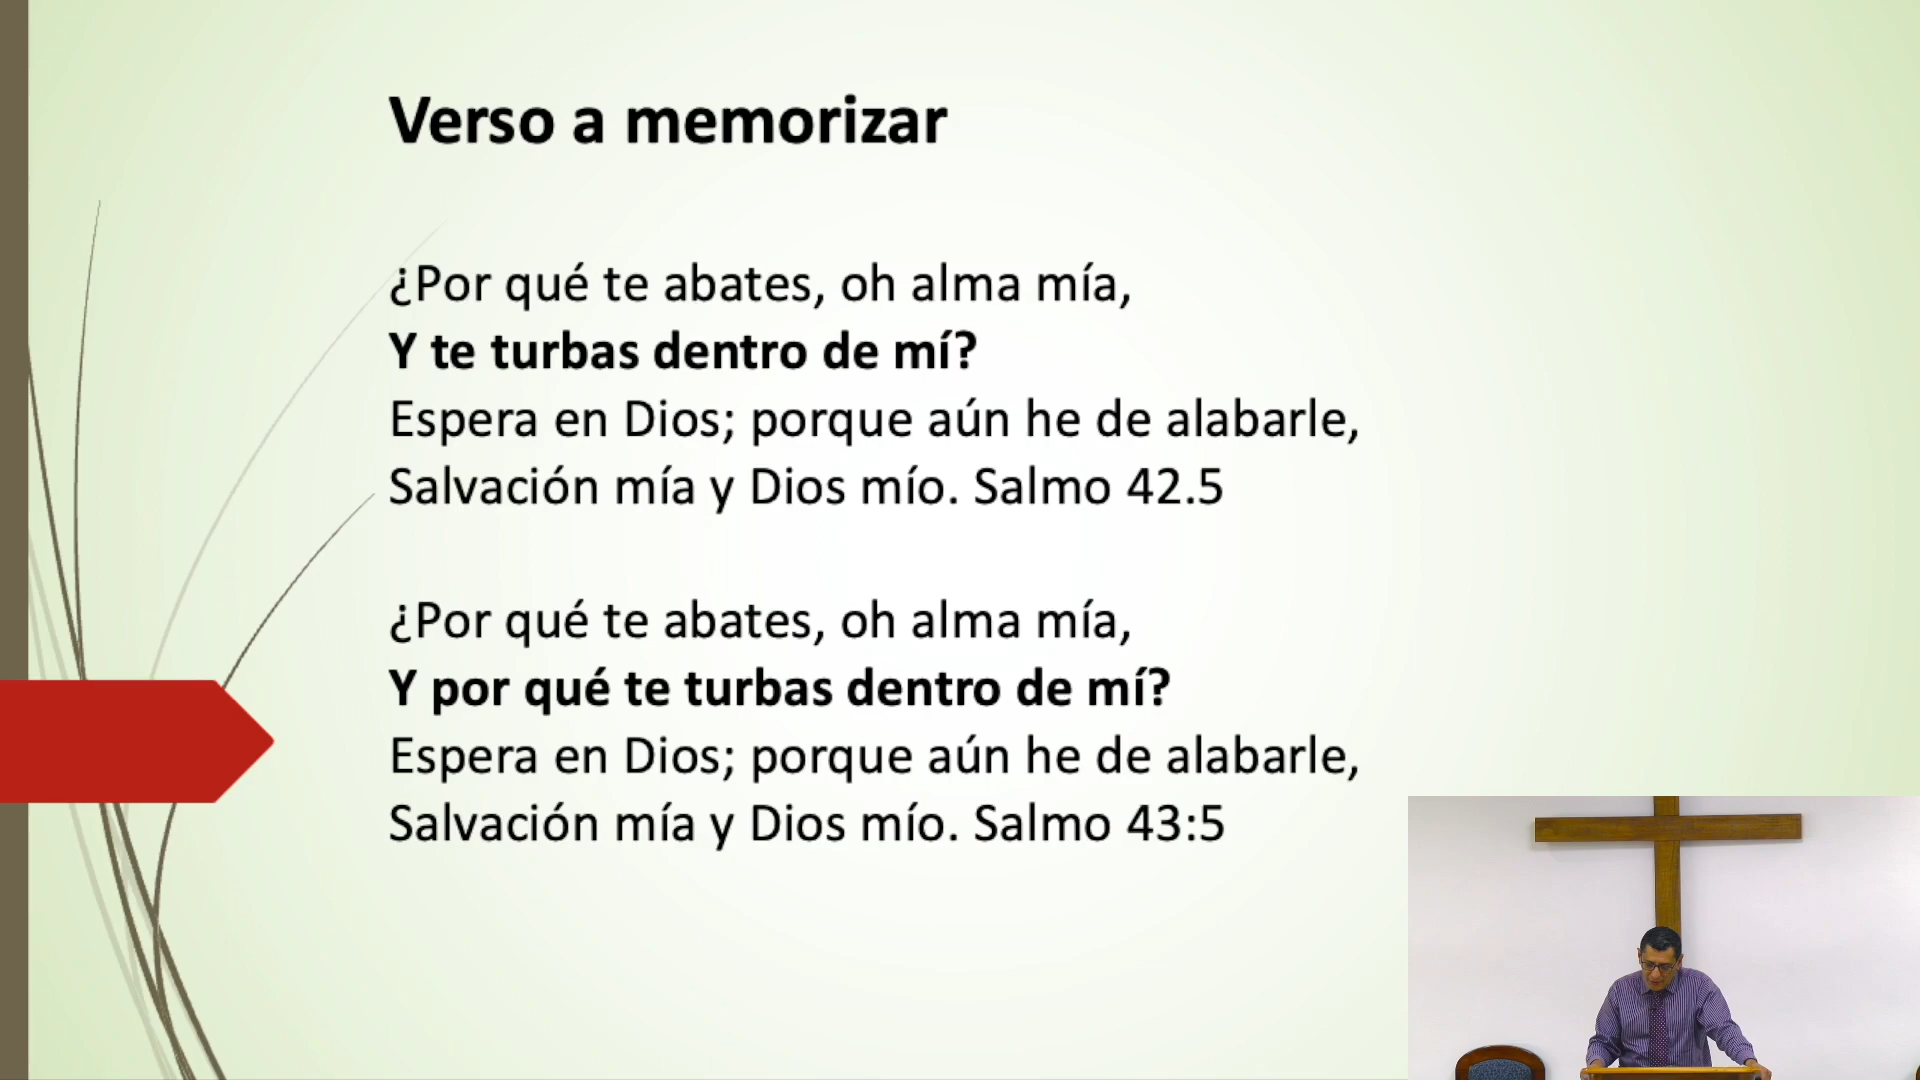 Verso a memorizar
¿Por qué te abates, oh alma mía,
Y te turbas dentro de mí?
Espera en Dios; porque aún he de alabarle,
Salvación mía y Dios mío. Salmo 42.5
¿Por qué te abates, oh alma mía,
Y por qué te turbas dentro de mí?
Espera en Dios; porque aún he de alabarle,
Salvación mía y Dios mío. Salmo 43:5